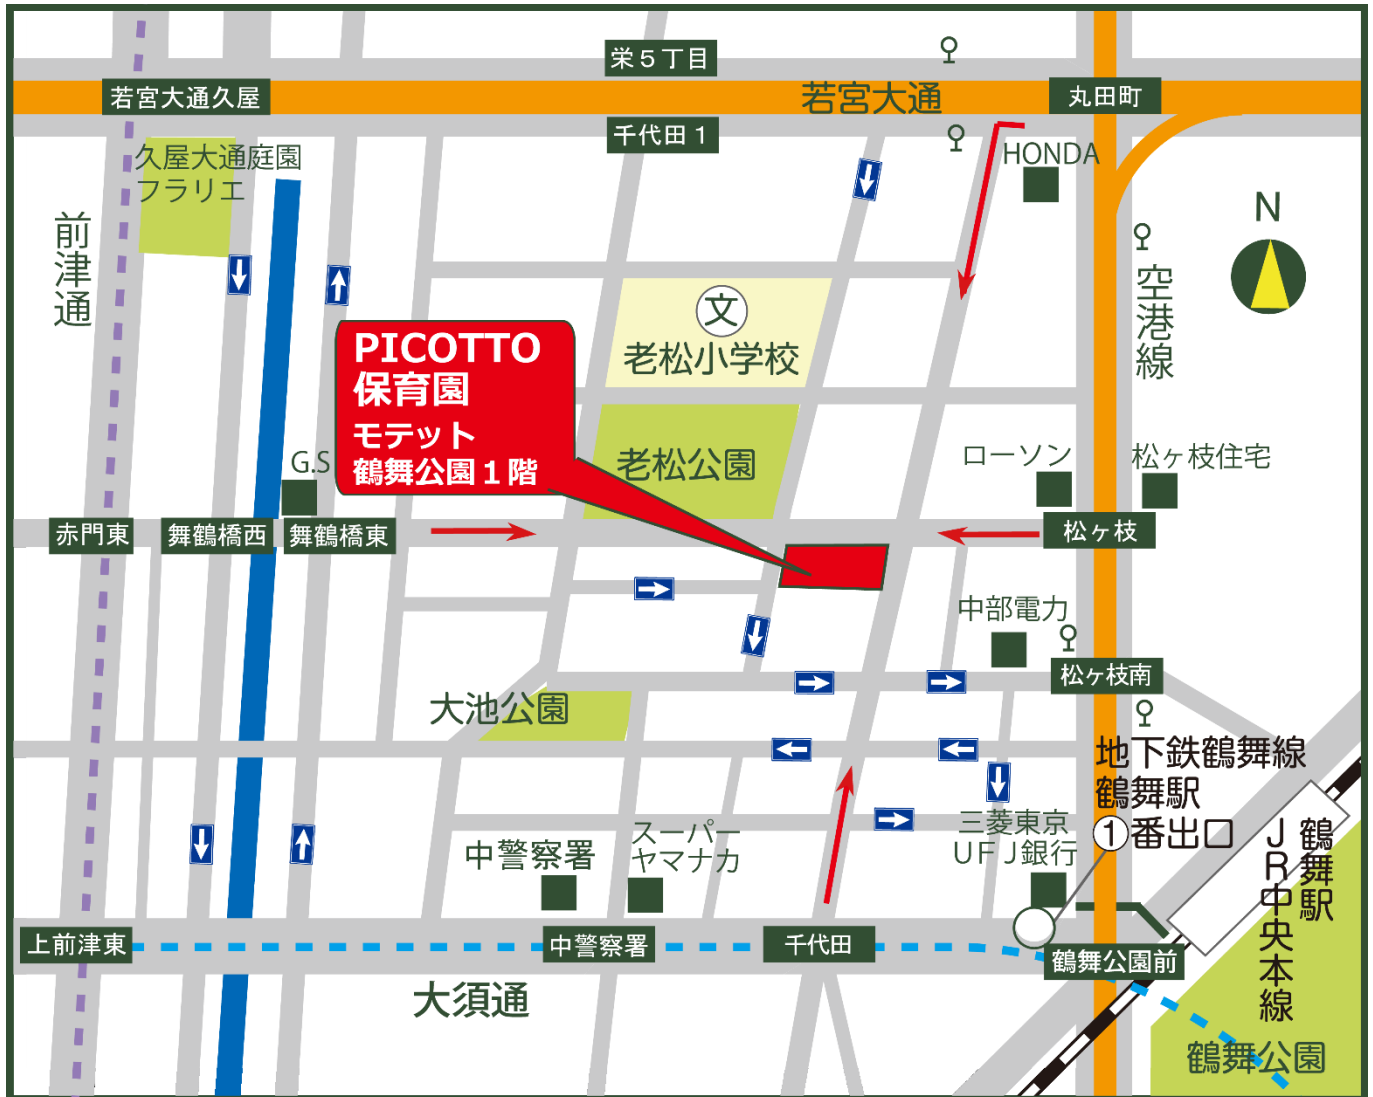 栄５丁目
若宮大通久屋
若宮大通
丸田町
千代田１
久屋大通庭園
フラリエ
HONDA
前津通
N
空港線
文
老松小学校
PICOTTO
保育園
モテット
鶴舞公園１階
老松公園
G.S
ローソン
松ヶ枝住宅
赤門東
舞鶴橋西
舞鶴橋東
松ヶ枝
中部電力
松ヶ枝南
大池公園
地下鉄鶴舞線
鶴舞駅
①番出口
三菱東京
ＵＦＪ銀行
スーパー
ヤマナカ
中警察署
鶴舞駅
ＪＲ中央本線
上前津東
中警察署
千代田
鶴舞公園前
大須通
鶴舞公園